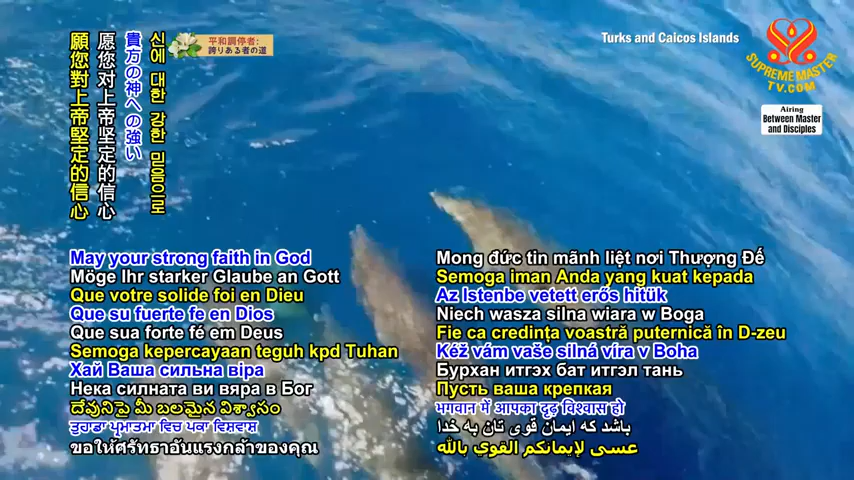 Turks and Caicos Islands
SUPREME MASTER
TV.COM
Airing
Between Master
and Disciples
平和調停者:
誇りある者の道
신에 대한 강한 믿음으로
貴方の神への強い
愿您对上帝坚定的信心
願您對上帝堅定的信心
May your strong faith in God
Möge Ihr starker Glaube an Gott
Que votre solide foi en Dieu
Que su fuerte fe en Dios
Que sua forte fé em Deus
Semoga kepercayaan teguh kpd Tuhan
Хай Ваша сильна віра
Нека силната ви вяра в Бог
దేవునిపై మీ బలమైన విశ్వాసం
ਤੁਹਾਡਾ ਪ੍ਰਮਾਤਮਾ ਵਿਚ ਪਕਾ ਵਿਸ਼ਵਾਸ਼
ขอให้ศรัทธาอันแรงกล้าของคุณ
Mong đức tin mãnh liệt nơi Thượng Đế
Semoga iman Anda yang kuat kepada
Az Istenbe vetett erős hitük
Niech wasza silna wiara w Boga
Fie ca credința voastră puternică în D-zeu
Kéž vám vaše silná víra v Boha
Бурхан итгэх бат итгэл тань
Пусть ваша крепкая
भगवान में आपका दृढ़ विश्वास हो
باشد که ایمان قوی تان به خدا
عسى لإيمانكم القوي بالله